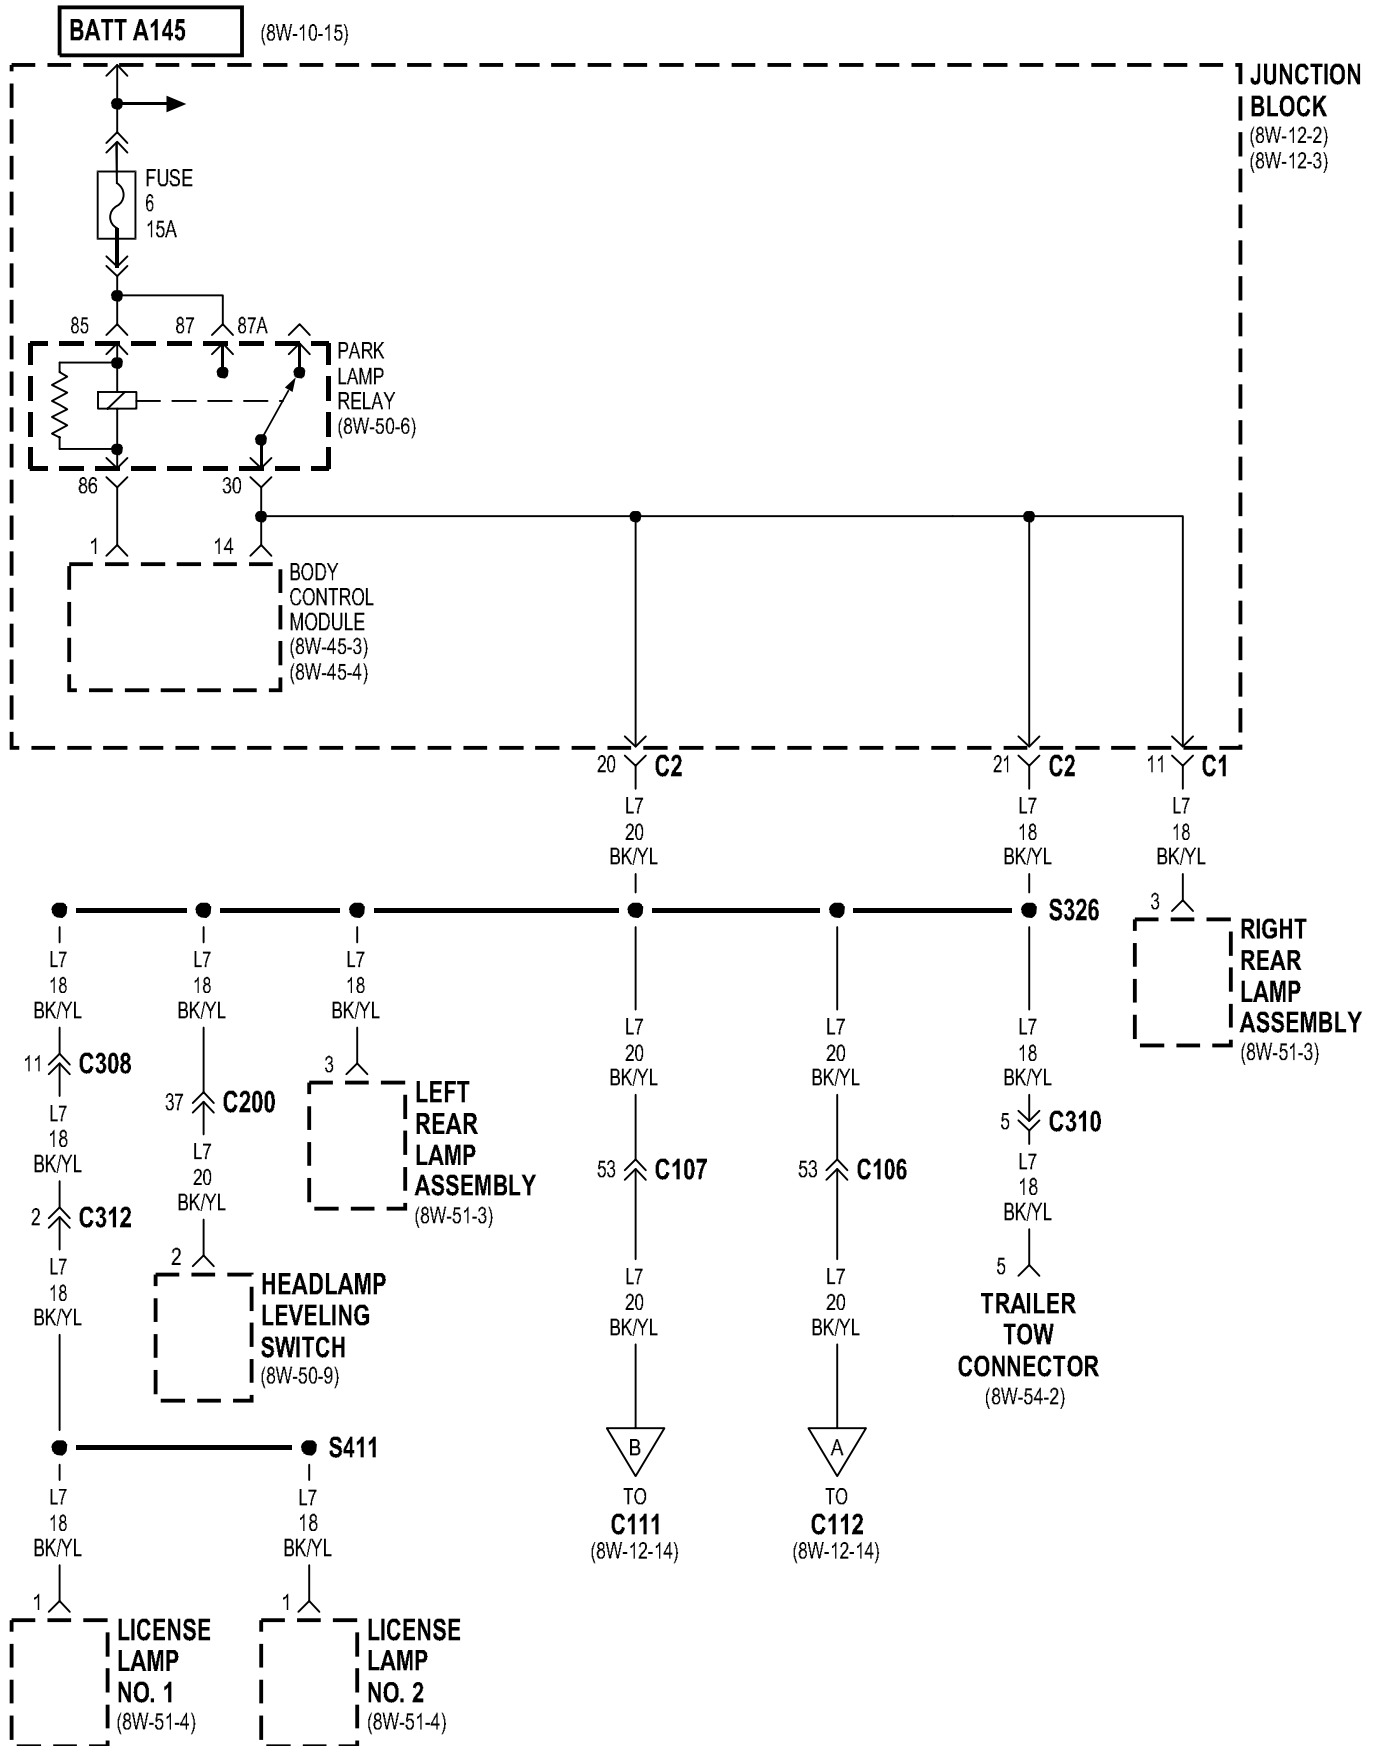 BATT A145
(8W-10-15)
JUNCTION
BLOCK
(8W-12-2)
(8W-12-3)
FUSE
6
15A
85
87
87A
PARK
LAMP
RELAY
(8W-50-6)
86
30
1
14
BODY
CONTROL
MODULE
(8W-45-3)
(8W-45-4)
20
C2
21
C2
11
C1
L7
20
BK/YL
L7
18
BK/YL
L7
18
BK/YL
S326
3
RIGHT
REAR
LAMP
ASSEMBLY
(8W-51-3)
L7
18
BK/YL
L7
18
BK/YL
L7
18
BK/YL
L7
20
BK/YL
L7
20
BK/YL
L7
18
BK/YL
11
C308
37
C200
3
LEFT
REAR
LAMP
ASSEMBLY
(8W-51-3)
5
C310
L7
18
BK/YL
L7
20
BK/YL
53
C107
53
C106
L7
18
BK/YL
2
C312
2
HEADLAMP
LEVELING
SWITCH
(8W-50-9)
L7
18
BK/YL
L7
20
BK/YL
L7
20
BK/YL
5
TRAILER
TOW
CONNECTOR
(8W-54-2)
S411
B
TO
C111
(8W-12-14)
A
TO
C112
(8W-12-14)
L7
18
BK/YL
L7
18
BK/YL
1
LICENSE
LAMP
NO. 1
(8W-51-4)
1
LICENSE
LAMP
NO. 2
(8W-51-4)